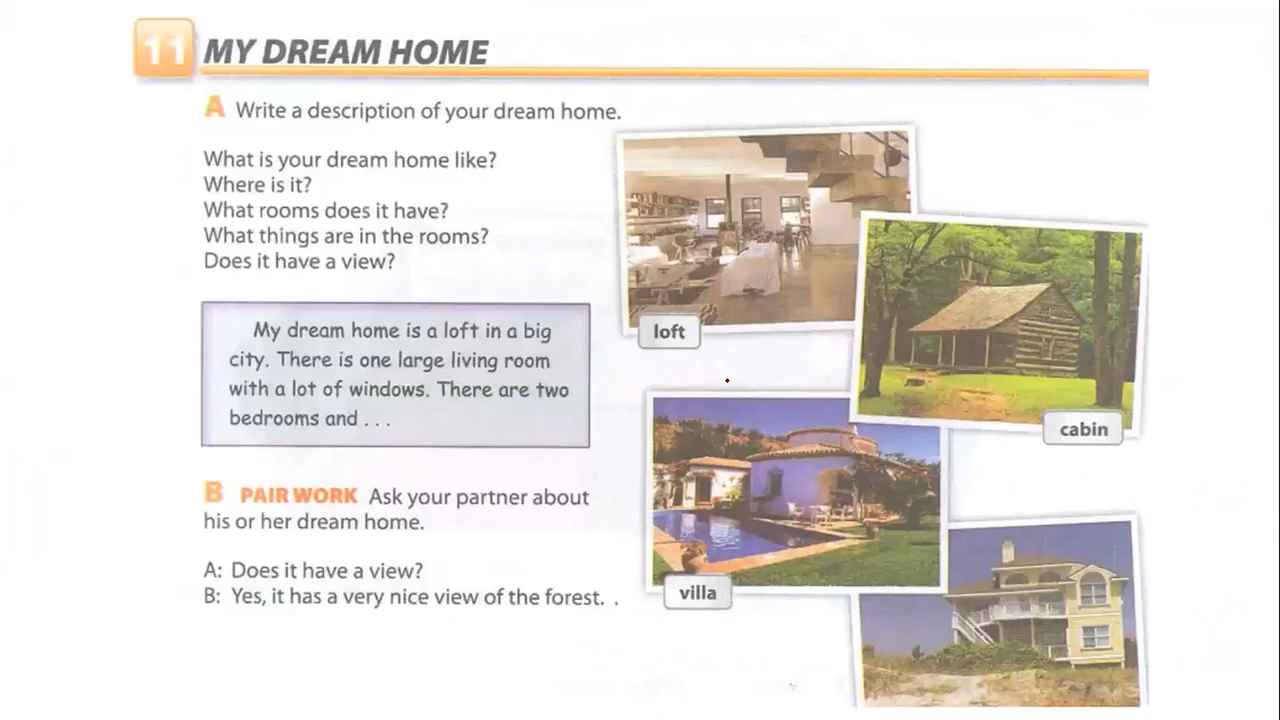 11 MY DREAM HOME
A Write a description of your dream home.
What is your dream home like?
Where is it?
What rooms does it have?
What things are in the rooms?
Does it have a view?
My dream home is a loft in a big
city. There is one large living room
with a lot of windows. There are two
bedrooms and . . .
B PAIR WORK Ask your partner about
his or her dream home.
A: Does it have a view?
B: Yes, it has a very nice view of the forest. .
loft
cabin
villa